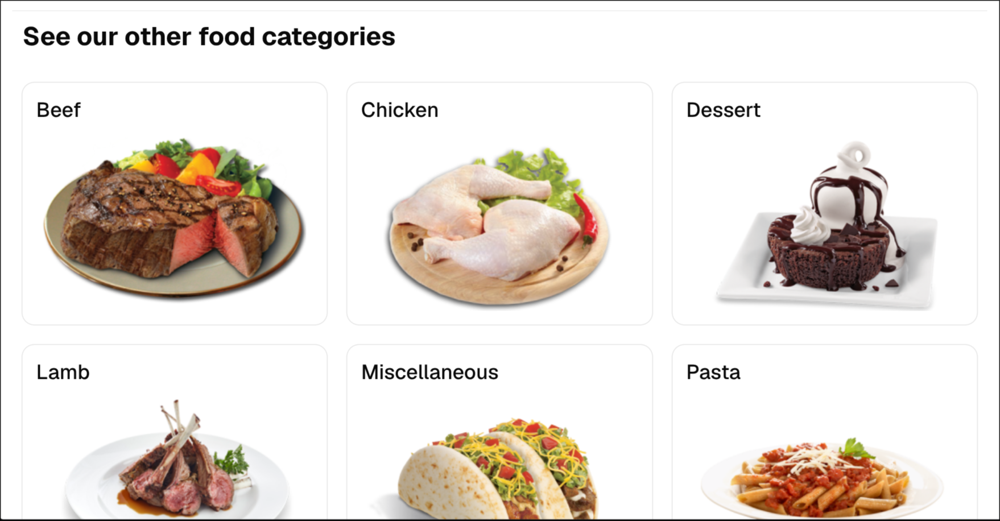 See our other food categories
Beef
Chicken
Dessert
Lamb
Miscellaneous
Pasta